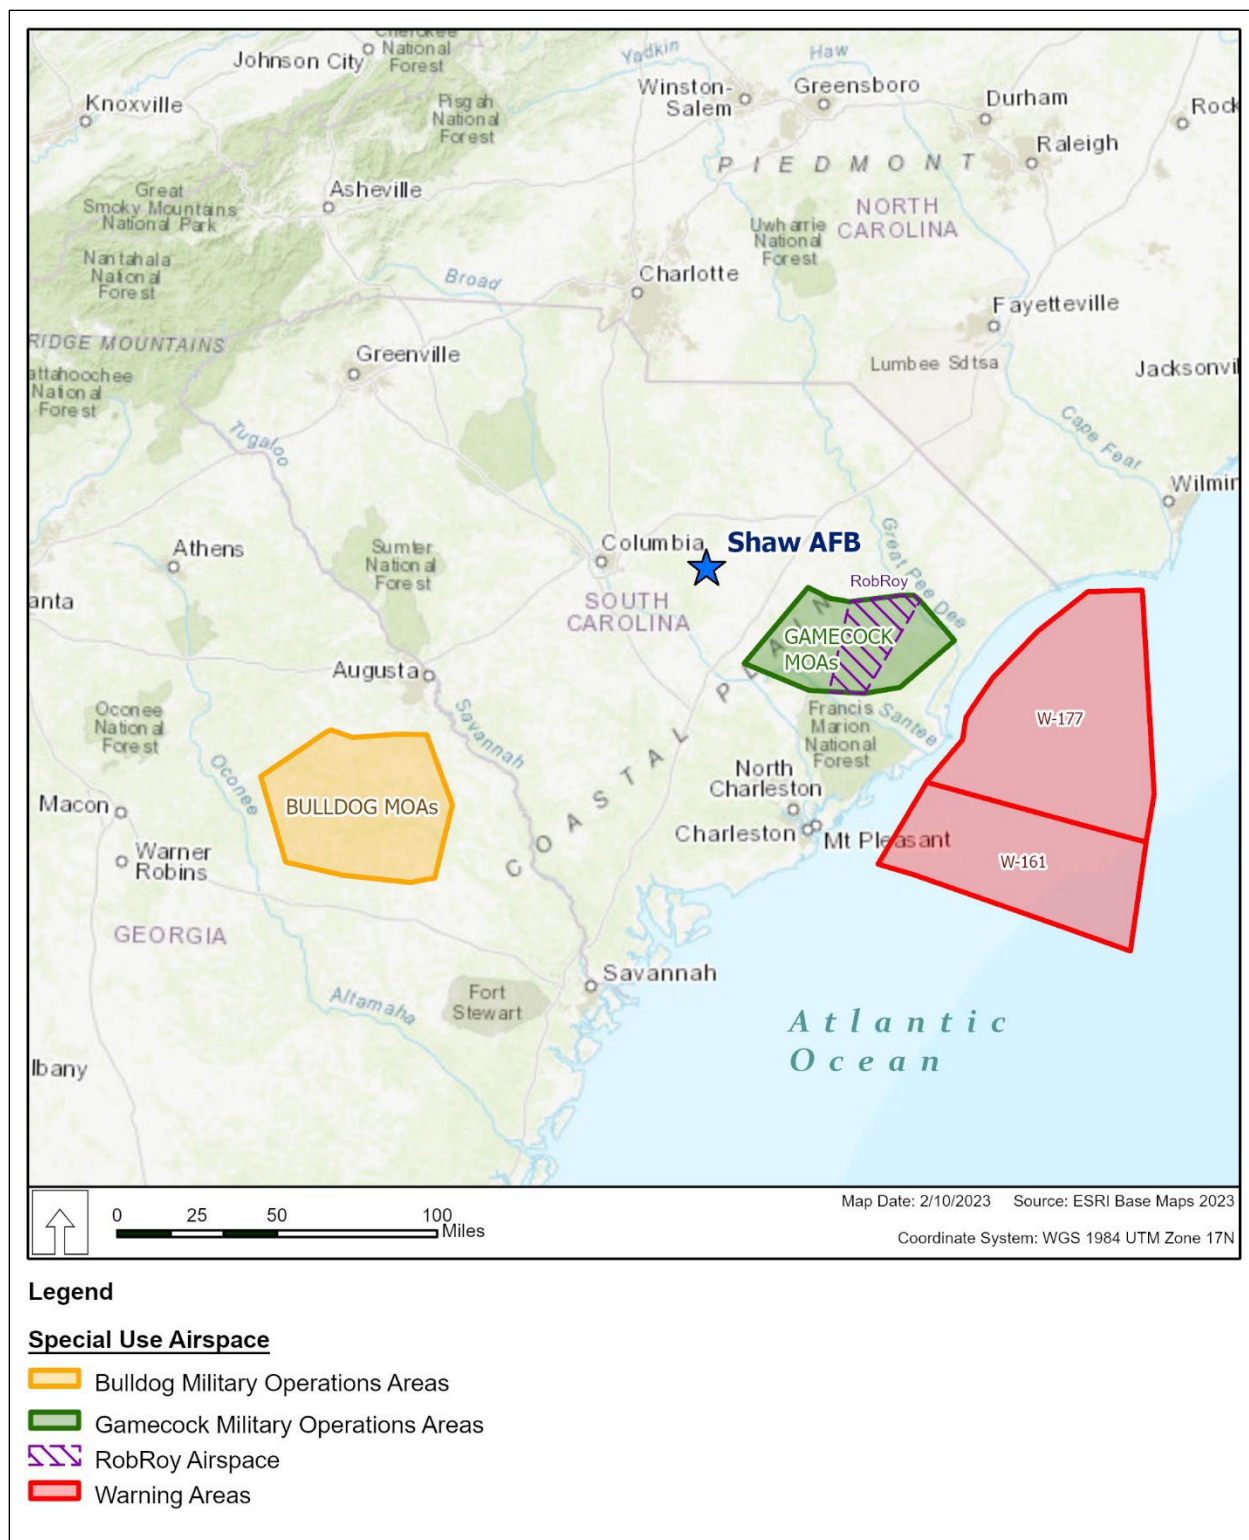 Cherokee
National
Forest
Johnson City
Yadkin
Haw
Winston-
Salem
Greensboro
Durham
Rock
Knoxville
Pisgah
National
Forest
Raleigh
PIEDMONT
Great
Smoky Mountains
National Park
Asheville
NORTH
CAROLINA
Uwharrie
National
Forest
Nantahala
National
Forest
Broad
Charlotte
Fayetteville
RIDGE MOUNTAINS
Greenville
Lumbee Sdtsa
Jacksonvil
attahoochee
National
Forest
Tugaloo
Cape Fear
Wilmin
Great Pee Dee
Athens
Sumter
National
Forest
Columbia
Shaw AFB
RobRoy
anta
SOUTH
CAROLINA
GAMECOCK
MOAs
COASTAL PLAIN
Augusta
Oconee
National
Forest
Savannah
Francis
Marion
National
Forest
Santee
W-177
Oconee
North
Charleston
Macon
BULLDOG MOAs
Charleston
Mt Pleasant
Warner
Robins
W-161
GEORGIA
Savannah
Fort
Stewart
Altamaha
Atlantic
Ocean
lbany
0 25 50 100
Miles
Map Date: 2/10/2023 Source: ESRI Base Maps 2023
Coordinate System: WGS 1984 UTM Zone 17N
Legend
Special Use Airspace
Bulldog Military Operations Areas
Gamecock Military Operations Areas
RobRoy Airspace
Warning Areas